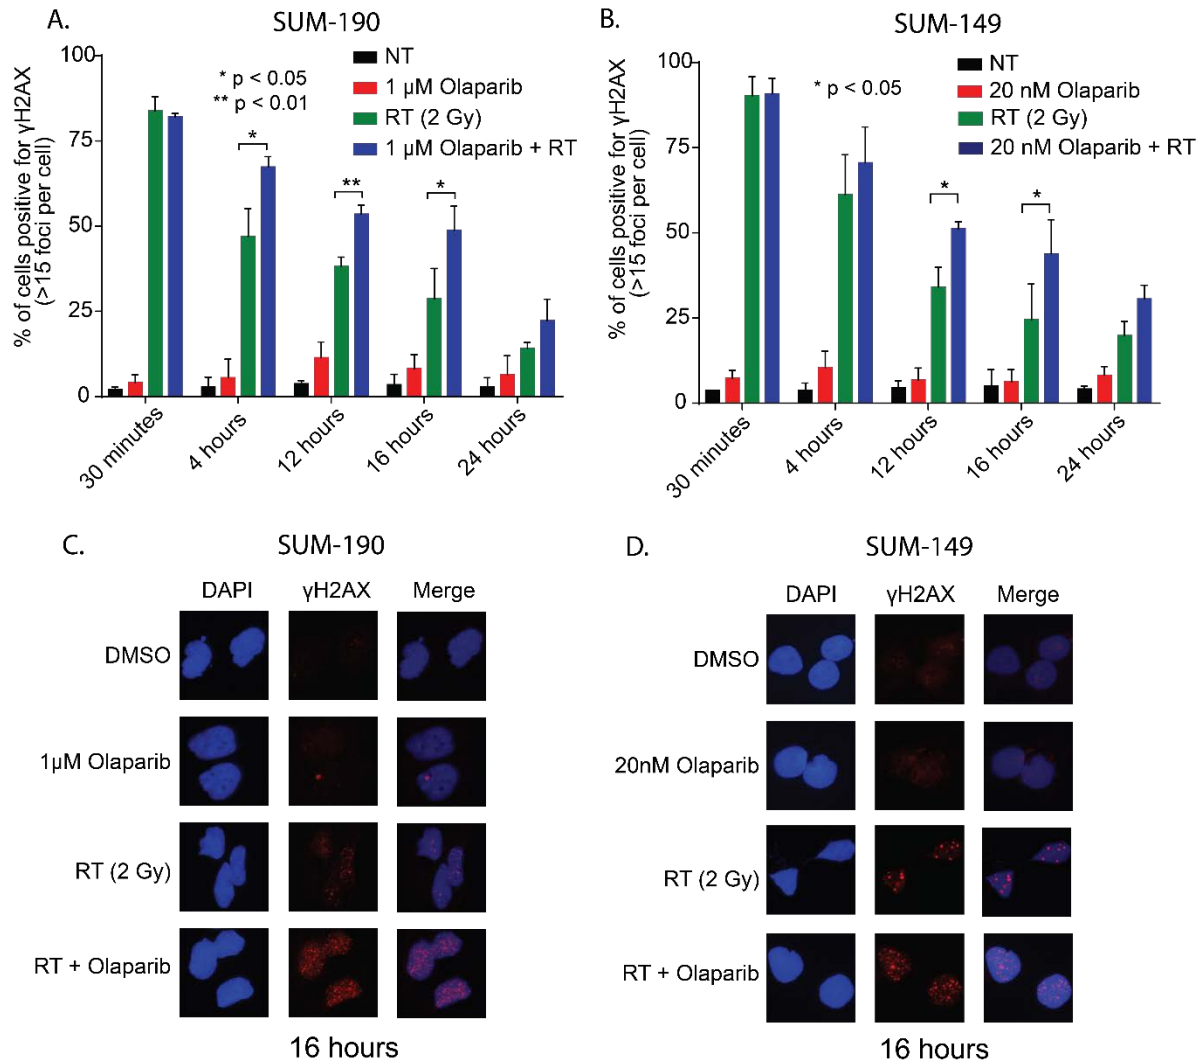 A.
SUM-190
% of cells positive for γH2AX
(>15 foci per cell)
100
75
50
25
0
* p < 0.05
** p < 0.01
NT
1 µM Olaparib
RT (2 Gy)
1 µM Olaparib + RT
*
**
*
30 minutes
4 hours
12 hours
16 hours
24 hours
B.
SUM-149
% of cells positive for γH2AX
(>15 foci per cell)
100
75
50
25
0
* p < 0.05
NT
20 nM Olaparib
RT (2 Gy)
20 nM Olaparib + RT
*
*
30 minutes
4 hours
12 hours
16 hours
24 hours
C.
SUM-190
DAPI γH2AX Merge
DMSO
1µM Olaparib
RT (2 Gy)
RT + Olaparib
16 hours
D.
SUM-149
DAPI γH2AX Merge
DMSO
20nM Olaparib
RT (2 Gy)
RT + Olaparib
16 hours